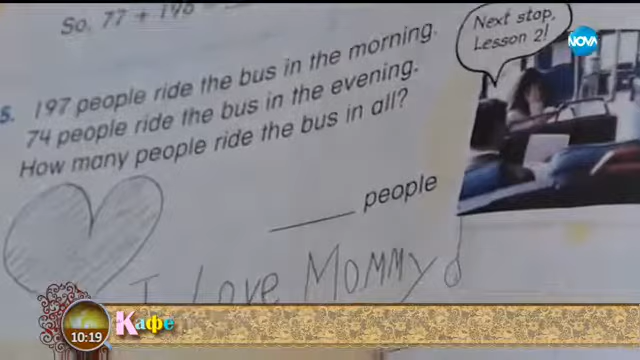 So, 77 + 198 =
Next stop,
Lesson 2!
NOVA
5. 197 people ride the bus in the morning.
74 people ride the bus in the evening.
How many people ride the bus in all?
______ people
I Love Mommy
10:19
Кафе